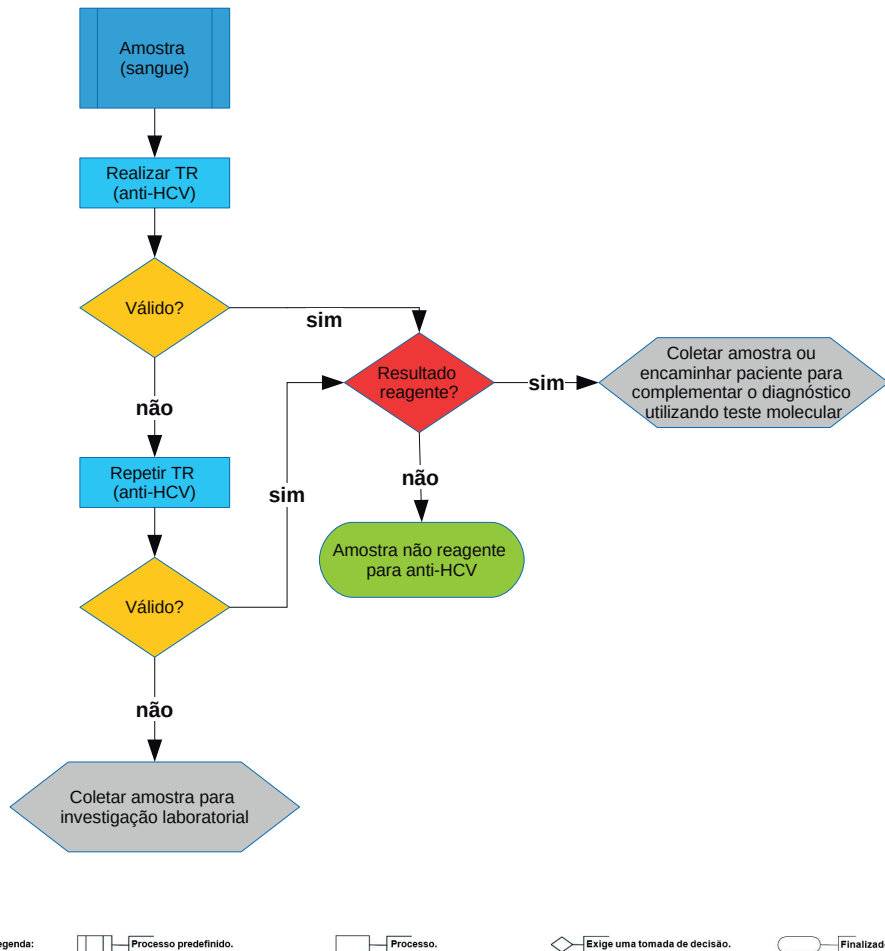 Amostra
(sangue)
Realizar TR
(anti-HCV)
Válido?
sim
não
Resultado
reagente?
sim
Coletar amostra ou
encaminhar paciente para
complementar o diagnóstico
utilizando teste molecular
não
Amostra não reagente
para anti-HCV
Repetir TR
(anti-HCV)
sim
Válido?
não
Coletar amostra para
investigação laboratorial
egenda:
Processo predefinido.
Processo.
Exige uma tomada de decisão.
Finalizad